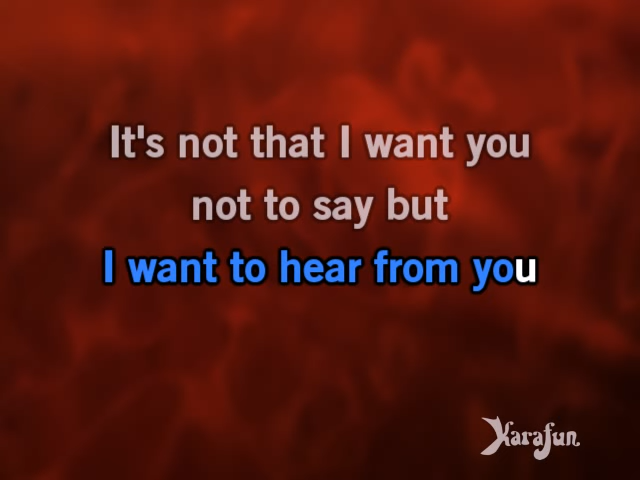 It's not that I want you
not to say but
I want to hear from you
Karafun